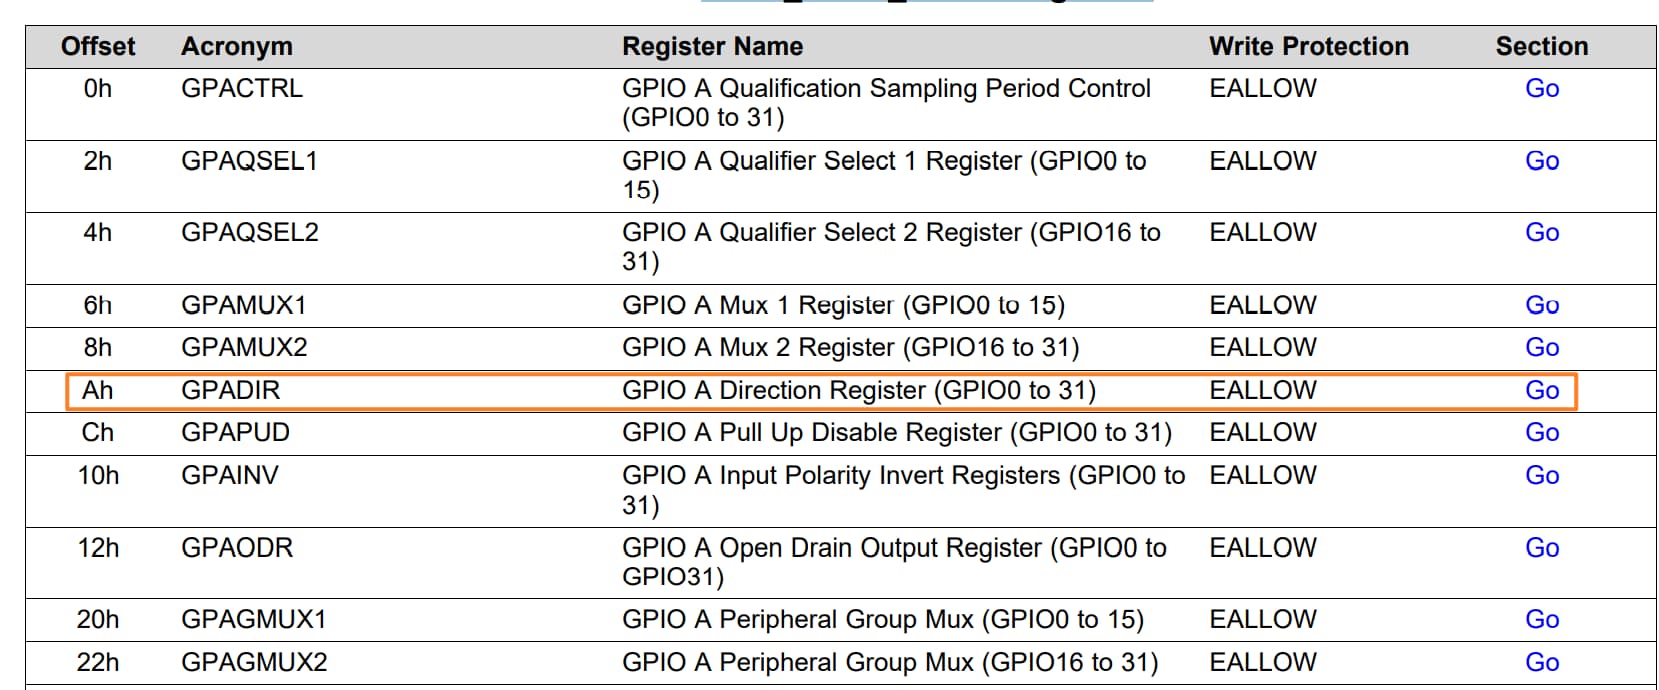 Offset Acronym Register Name Write Protection Section
0h GPACTRL GPIO A Qualification Sampling Period Control EALLOW Go
(GPIO0 to 31)
2h GPAQSEL1 GPIO A Qualifier Select 1 Register (GPIO0 to EALLOW Go
15)
4h GPAQSEL2 GPIO A Qualifier Select 2 Register (GPIO16 to EALLOW Go
31)
6h GPAMUX1 GPIO A Mux 1 Register (GPIO0 to 15) EALLOW Go
8h GPAMUX2 GPIO A Mux 2 Register (GPIO16 to 31) EALLOW Go
Ah GPADIR GPIO A Direction Register (GPIO0 to 31) EALLOW Go
Ch GPAPUD GPIO A Pull Up Disable Register (GPIO0 to 31) EALLOW Go
10h GPAINV GPIO A Input Polarity Invert Registers (GPIO0 to EALLOW Go
31)
12h GPAODR GPIO A Open Drain Output Register (GPIO0 to EALLOW Go
GPIO31)
20h GPAGMUX1 GPIO A Peripheral Group Mux (GPIO0 to 15) EALLOW Go
22h GPAGMUX2 GPIO A Peripheral Group Mux (GPIO16 to 31) EALLOW Go